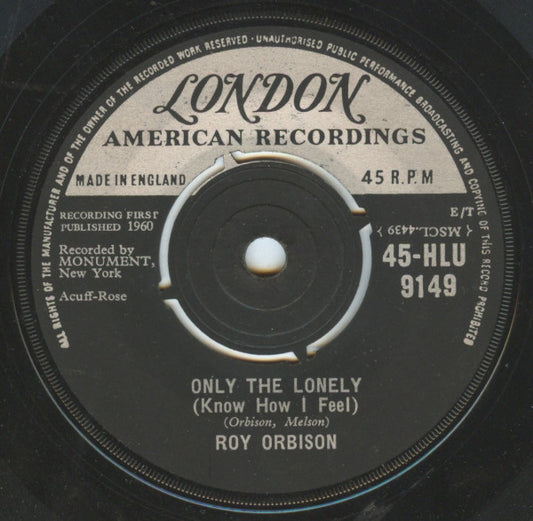 ALL RIGHTS OF THE MANUFACTURER AND OF THE OWNER OF THE RECORDED WORK RESERVED · UNAUTHORISED PUBLIC PERFORMANCE BROADCASTING AND COPYING OF THIS RECORD PROHIBITED
LONDON
AMERICAN RECORDINGS
MADE IN ENGLAND
45 R.P.M
RECORDING FIRST
PUBLISHED 1960
E/T
{ MSCL.4439 }
Recorded by
MONUMENT,
New York
45-HLU
9149
Acuff-Rose
ONLY THE LONELY
(Know How I Feel)
(Orbison, Melson)
ROY ORBISON